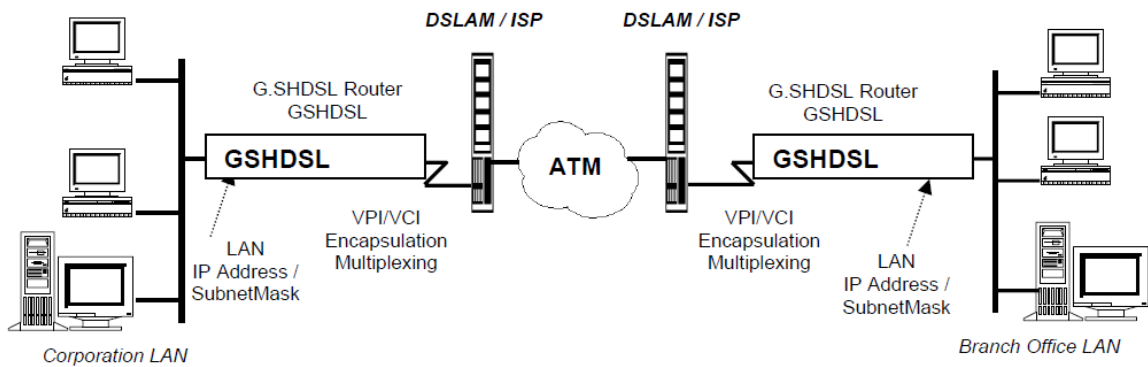 DSLAM / ISP
DSLAM / ISP
G.SHDSL Router
GSHDSL
G.SHDSL Router
GSHDSL
GSHDSL
ATM
GSHDSL
VPI/VCI
Encapsulation
Multiplexing
VPI/VCI
Encapsulation
Multiplexing
LAN
IP Address /
SubnetMask
LAN
IP Address /
SubnetMask
Corporation LAN
Branch Office LAN